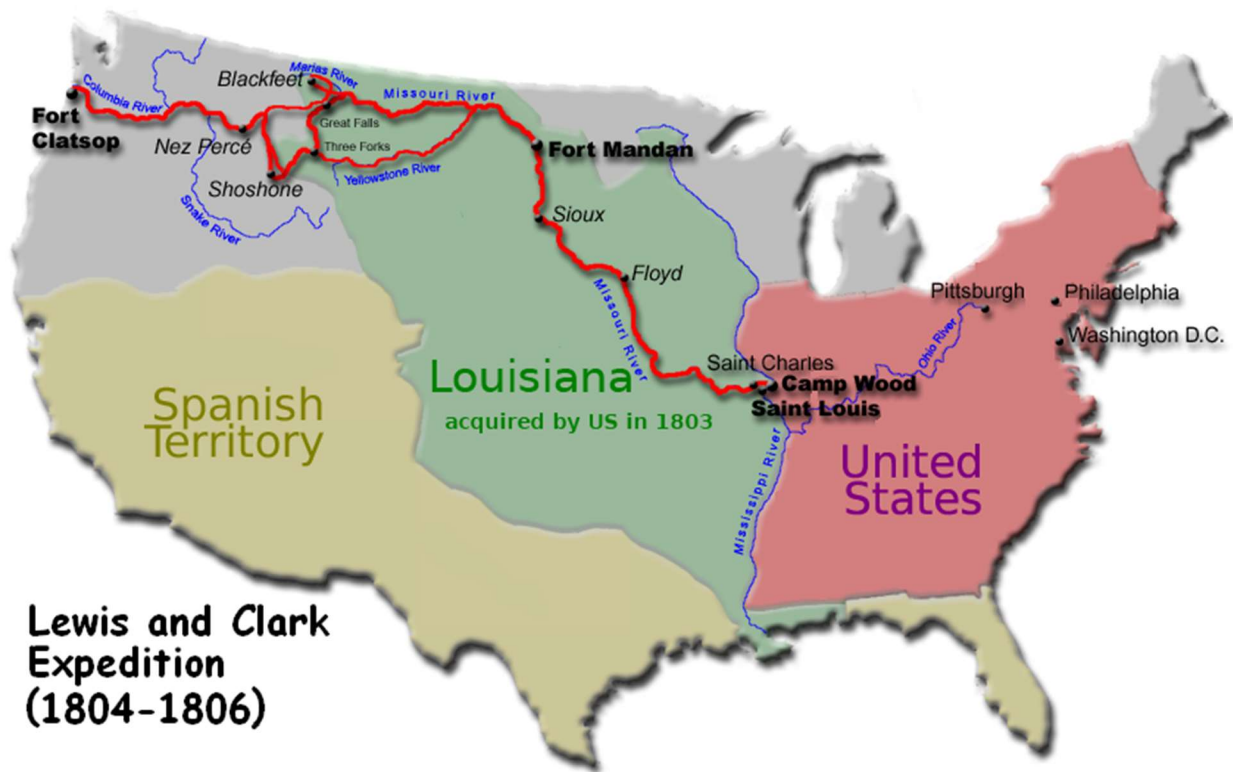 Blackfeet
Marias River
Missouri River
Columbia River
Fort
Clatsop
Great Falls
Nez Percé
Three Forks
Fort Mandan
Shoshone
Yellowstone River
Snake River
Sioux
Floyd
Missouri River
Pittsburgh
Philadelphia
Ohio River
Washington D.C.
Saint Charles
Louisiana
Camp Wood
Saint Louis
acquired by US in 1803
Spanish
Territory
Mississippi River
United
States
Lewis and Clark
Expedition
(1804-1806)